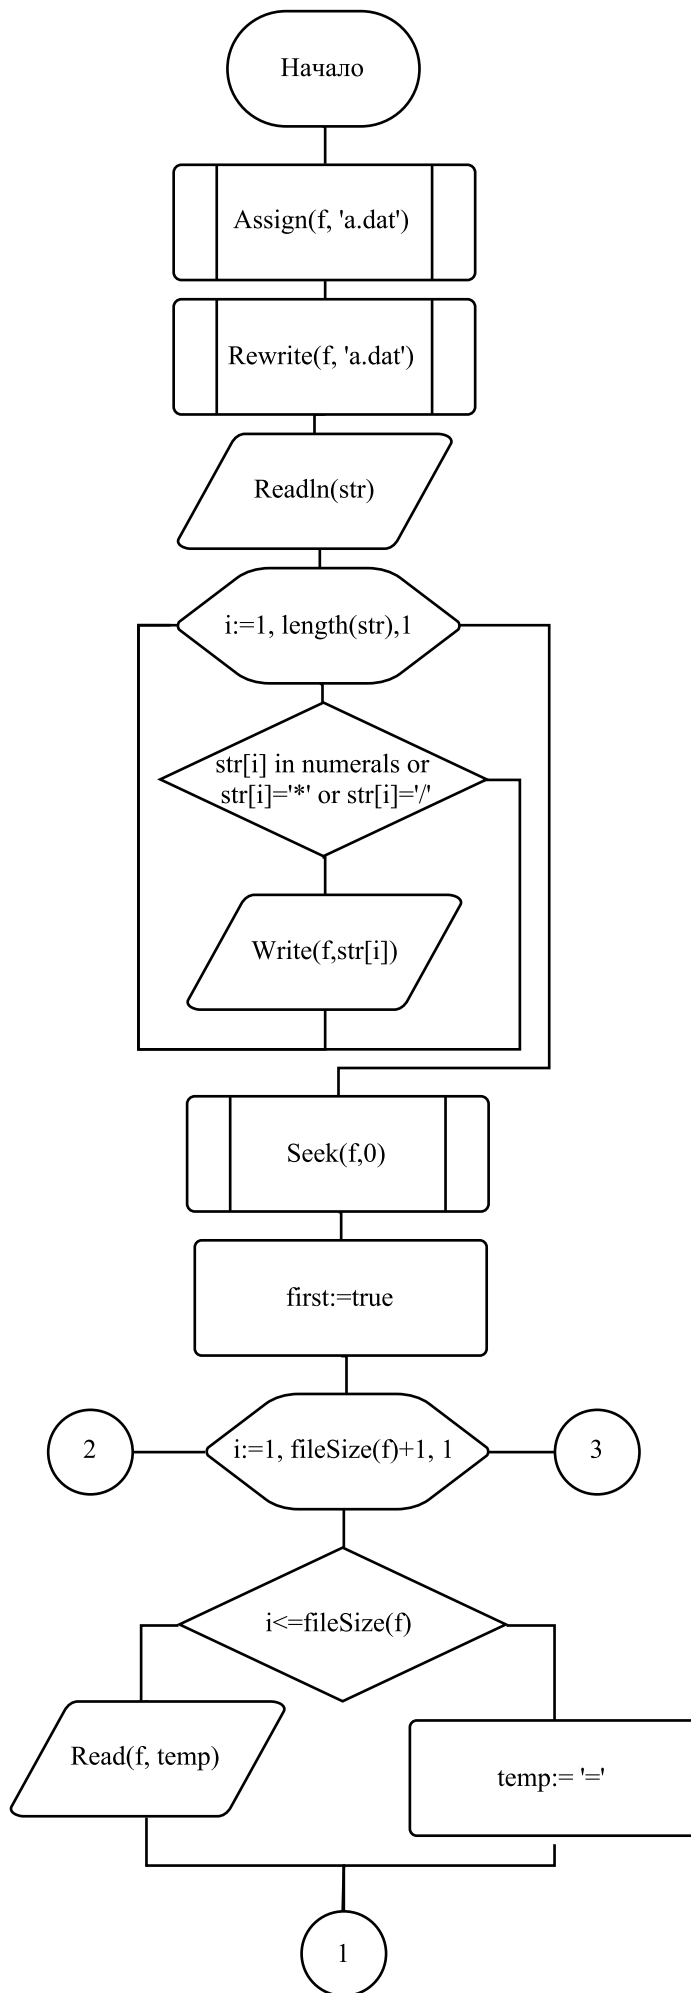 Начало
Assign(f, 'a.dat')
Rewrite(f, 'a.dat')
Readln(str)
i:=1, length(str),1
str[i] in numerals or
str[i]='*' or str[i]='/'
Write(f,str[i])
Seek(f,0)
first:=true
2
i:=1, fileSize(f)+1, 1
3
i<=fileSize(f)
Read(f, temp)
temp:= '='
1